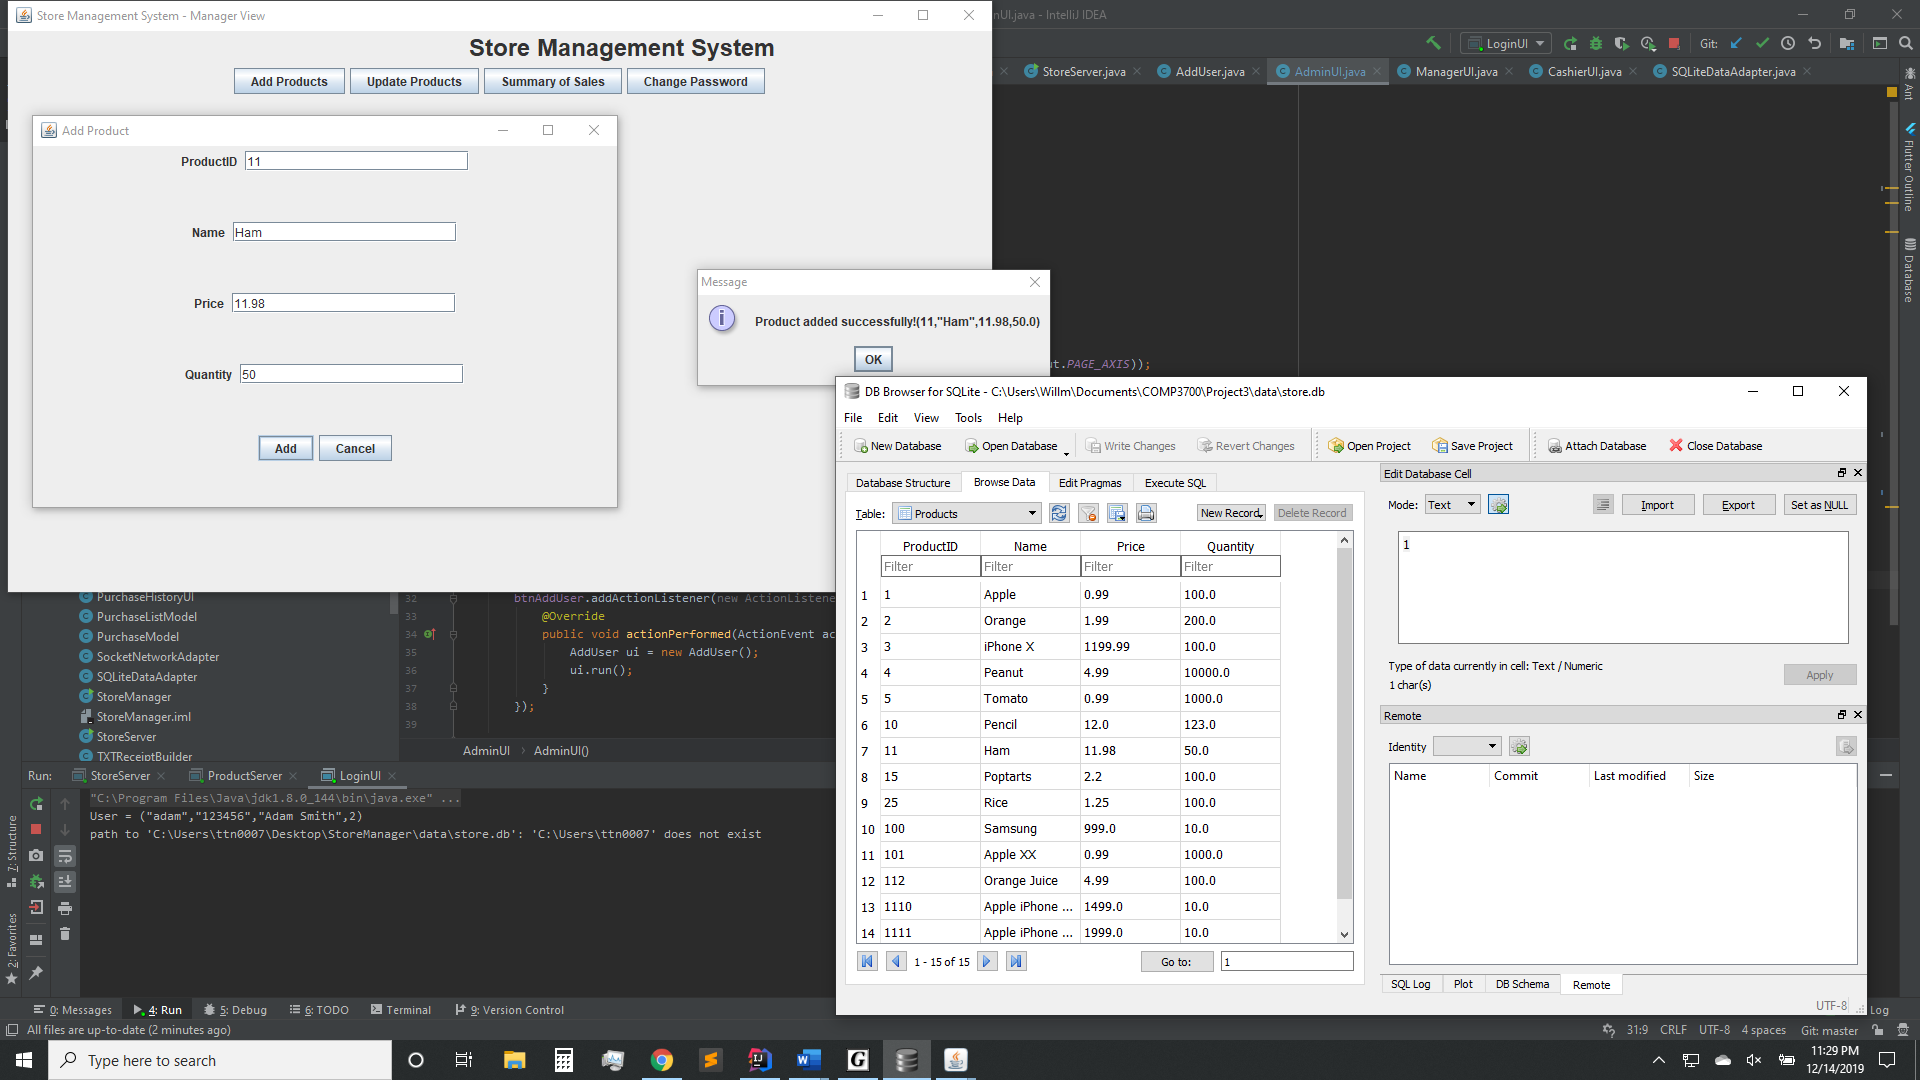 Store Management System - Manager View
Store Management System
Add Products
Update Products
Summary of Sales
Change Password
Add Product
ProductID 11
Name Ham
Price 11.98
Quantity 50
Add
Cancel
Message
Product added successfully!(11,"Ham",11.98,50.0)
OK
nUI.java - IntelliJ IDEA
LoginUI
Git:
StoreServer.java
AddUser.java
AdminUI.java
ManagerUI.java
CashierUI.java
SQLiteDataAdapter.java
Ant
Flutter Outline
Database
ut.PAGE_AXIS));
DB Browser for SQLite - C:\Users\Willm\Documents\COMP3700\Project3\data\store.db
File Edit View Tools Help
New Database
Open Database
Write Changes
Revert Changes
Open Project
Save Project
Attach Database
Close Database
Database Structure
Browse Data
Edit Pragmas
Execute SQL
Table: Products
New Record
Delete Record
ProductID Name Price Quantity
Filter Filter Filter Filter
1 1 Apple 0.99 100.0
2 2 Orange 1.99 200.0
3 3 iPhone X 1199.99 100.0
4 4 Peanut 4.99 10000.0
5 5 Tomato 0.99 1000.0
6 10 Pencil 12.0 123.0
7 11 Ham 11.98 50.0
8 15 Poptarts 2.2 100.0
9 25 Rice 1.25 100.0
10 100 Samsung 999.0 10.0
11 101 Apple XX 0.99 1000.0
12 112 Orange Juice 4.99 100.0
13 1110 Apple iPhone ... 1499.0 10.0
14 1111 Apple iPhone ... 1999.0 10.0
1 - 15 of 15
Go to: 1
Edit Database Cell
Mode: Text
Import
Export
Set as NULL
1
Type of data currently in cell: Text / Numeric
1 char(s)
Apply
Remote
Identity
Name Commit Last modified Size
SQL Log
Plot
DB Schema
Remote
UTF-8
PurchaseHistoryUI
PurchaseListModel
PurchaseModel
SocketNetworkAdapter
SQLiteDataAdapter
StoreManager
StoreManager.iml
StoreServer
TXTReceiptBuilder
32 btnAddUser.addActionListener(new ActionListene
33 @Override
34 public void actionPerformed(ActionEvent ac
35 AddUser ui = new AddUser();
36 ui.run();
37 }
38 });
39
AdminUI > AdminUI()
Run: StoreServer ProductServer LoginUI
"C:\Program Files\Java\jdk1.8.0_144\bin\java.exe" ...
User = ("adam","123456","Adam Smith",2)
path to 'C:\Users\ttn0007\Desktop\StoreManager\data\store.db': 'C:\Users\ttn0007' does not exist
7: Structure
2: Favorites
0: Messages
4: Run
5: Debug
6: TODO
Terminal
9: Version Control
Log
All files are up-to-date (2 minutes ago)
31:9 CRLF UTF-8 4 spaces Git: master
Type here to search
11:29 PM
12/14/2019